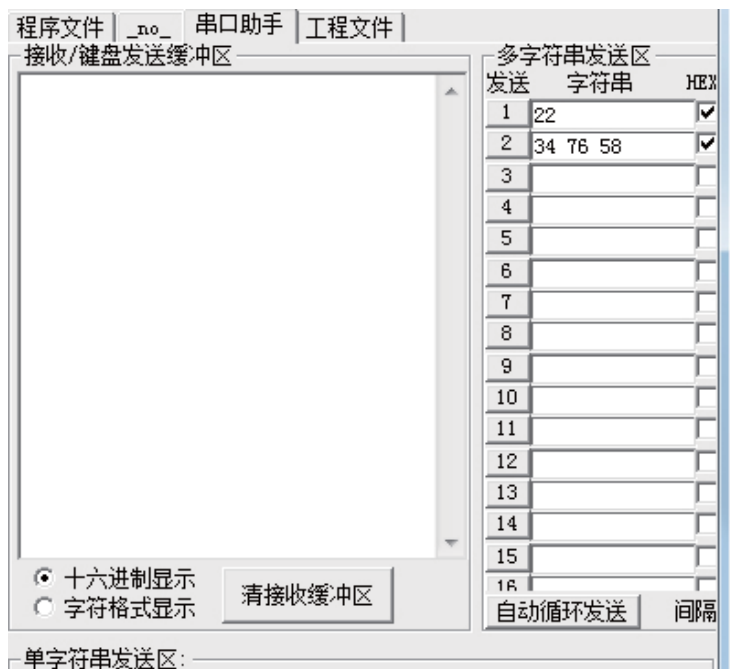 程序文件 _no_ 串口助手 工程文件
接收/键盘发送缓冲区
多字符串发送区
发送 字符串 HEX
1 22
2 34 76 58
3
4
5
6
7
8
9
10
11
12
13
14
15
16
十六进制显示
字符格式显示
清接收缓冲区
自动循环发送 间隔
单字符串发送区: